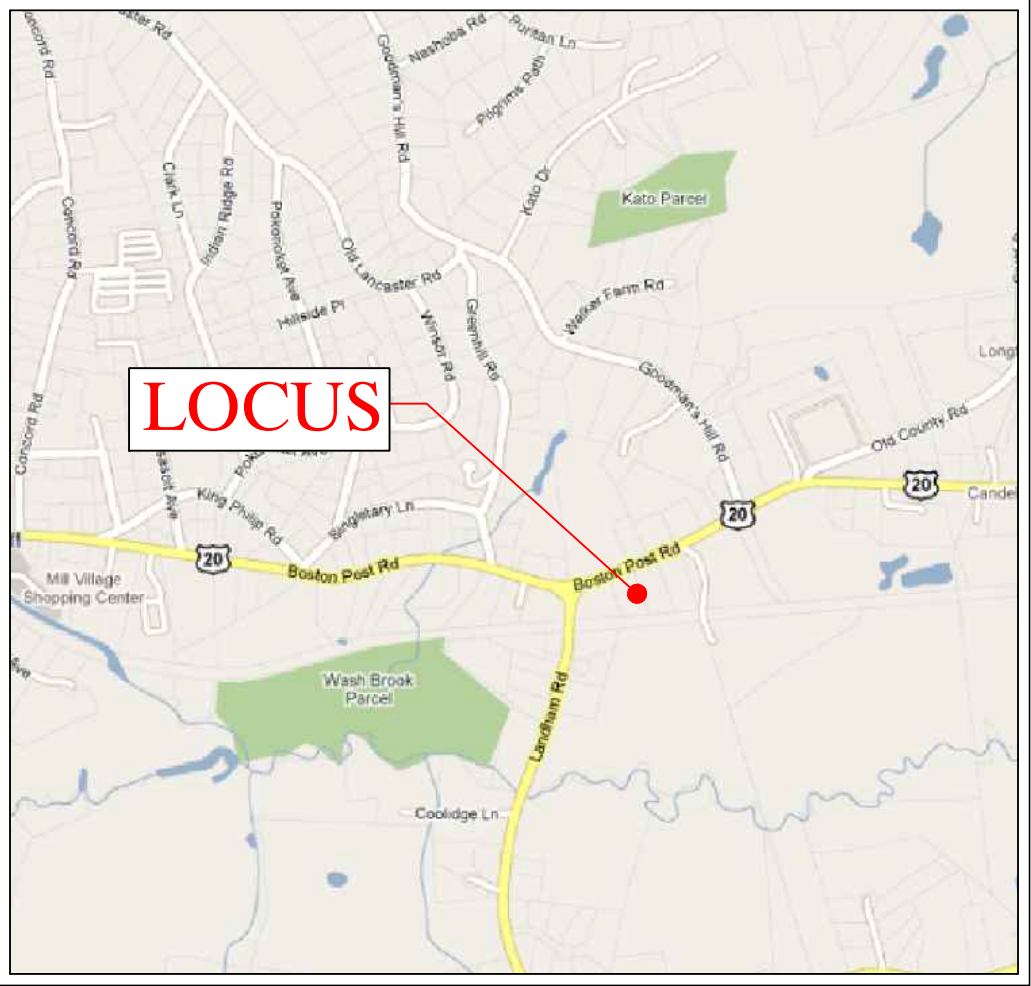 Puritan Ln
Nashoba Rd
Concord Rd
Goodman's Hill Rd
Pilgrims Path
Clark Ln
Indian Ridge Rd
Kato Dr
Kato Parcel
Concord Rd
Pokonoket Ave
Old Lancaster Rd
Hillside Pl
Walker Farm Rd
Winsor Rd
Greenhill Rd
Goodman's Hill Rd
LOCUS
Concord Rd
Old County Rd
King Philip Rd
Singletary Ln
20
20
20
Boston Post Rd
Boston Post Rd
Mill Village
Shopping Center
Wash Brook
Parcel
Landham Rd
Coolidge Ln